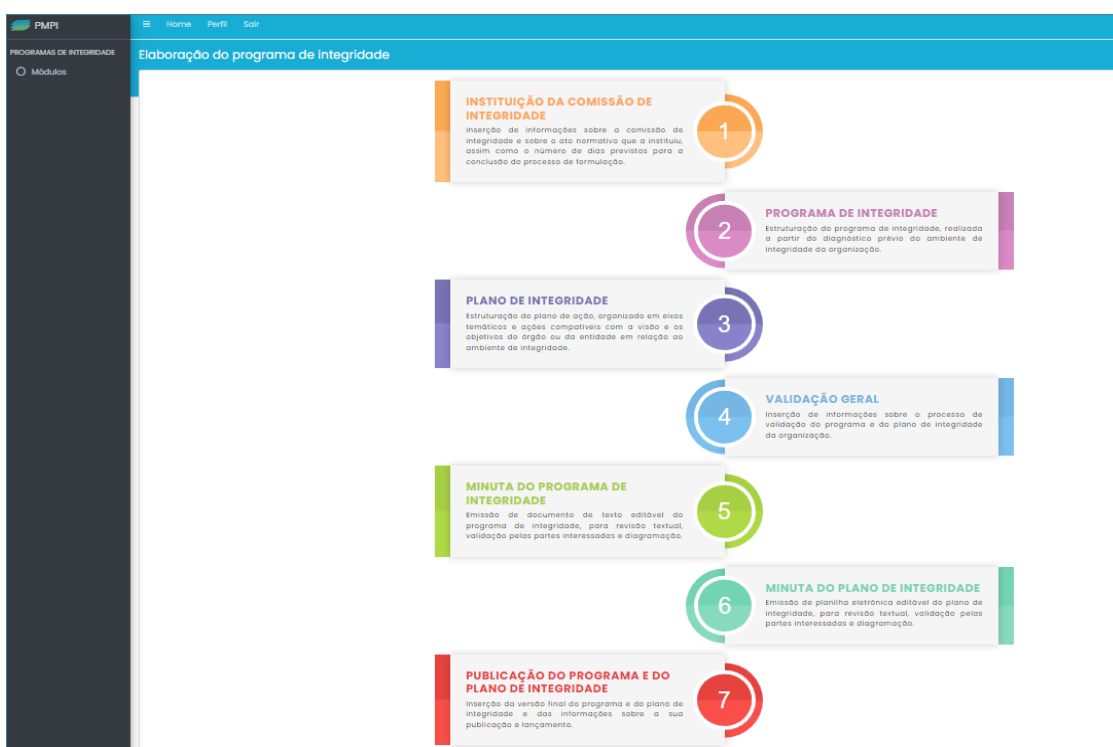 PMPI
Home Perfil Sair
PROGRAMAS DE INTEGRIDADE
Módulos
Elaboração do programa de integridade
INSTITUIÇÃO DA COMISSÃO DE
INTEGRIDADE
Inserção de informações sobre a comissão de
integridade e sobre o ato normativo que a instituiu,
assim como o número de dias previstos para a
conclusão do processo de formulação.
1
2
PROGRAMA DE INTEGRIDADE
Estruturação do programa de integridade, realizada
a partir do diagnóstico prévio do ambiente de
integridade da organização.
PLANO DE INTEGRIDADE
Estruturação do plano de ação, organizado em eixos
temáticos e ações compatíveis com a visão e os
objetivos do órgão ou da entidade em relação ao
ambiente de integridade.
3
4
VALIDAÇÃO GERAL
Inserção de informações sobre o processo de
validação do programa e do plano de integridade
da organização.
MINUTA DO PROGRAMA DE
INTEGRIDADE
Emissão de documento de texto editável do
programa de integridade, para revisão textual,
validação pelas partes interessadas e diagramação.
5
6
MINUTA DO PLANO DE INTEGRIDADE
Emissão de planilha eletrônica editável do plano de
integridade, para revisão textual, validação pelas
partes interessadas e diagramação.
PUBLICAÇÃO DO PROGRAMA E DO
PLANO DE INTEGRIDADE
Inserção da versão final do programa e do plano de
integridade e das informações sobre a sua
publicação e lançamento.
7